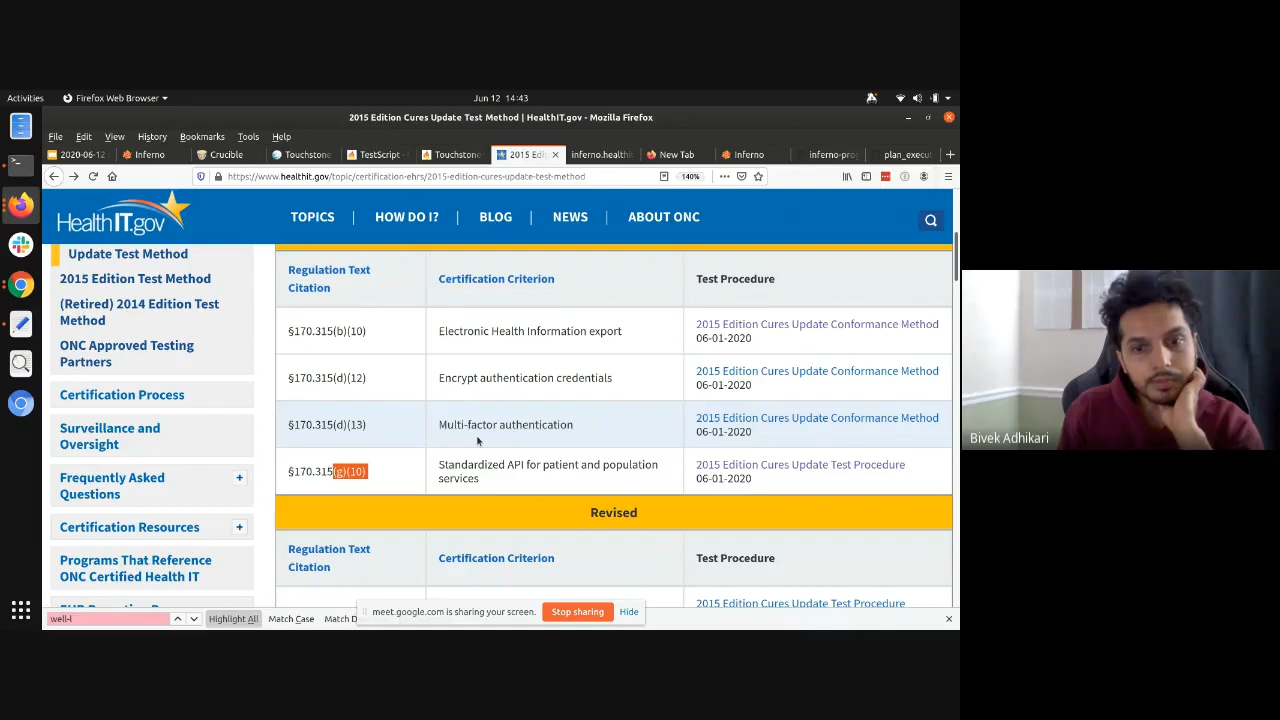 Activities
Firefox Web Browser
Jun 12 14:43
2015 Edition Cures Update Test Method | HealthIT.gov - Mozilla Firefox
File Edit View History Bookmarks Tools Help
2020-06-12 Inferno Crucible Touchstone TestScript Touchstone 2015 Edit inferno.health New Tab Inferno inferno-pro plan_execut
https://www.healthit.gov/topic/certification-ehrs/2015-edition-cures-update-test-method
140%
HealthIT.gov
TOPICS | HOW DO I? | BLOG | NEWS | ABOUT ONC
Update Test Method
2015 Edition Test Method
(Retired) 2014 Edition Test
Method
ONC Approved Testing
Partners
Certification Process
Surveillance and
Oversight
Frequently Asked
Questions
Certification Resources
Programs That Reference
ONC Certified Health IT
Regulation Text
Citation
Certification Criterion
Test Procedure
§170.315(b)(10)
Electronic Health Information export
2015 Edition Cures Update Conformance Method
06-01-2020
§170.315(d)(12)
Encrypt authentication credentials
2015 Edition Cures Update Conformance Method
06-01-2020
§170.315(d)(13)
Multi-factor authentication
2015 Edition Cures Update Conformance Method
06-01-2020
§170.315(g)(10)
Standardized API for patient and population
services
2015 Edition Cures Update Test Procedure
06-01-2020
Revised
Regulation Text
Citation
Certification Criterion
Test Procedure
2015 Edition Cures Update Test Procedure
well-l
Highlight All
Match Case
Match D
meet.google.com is sharing your screen.
Stop sharing
Hide
Bivek Adhikari